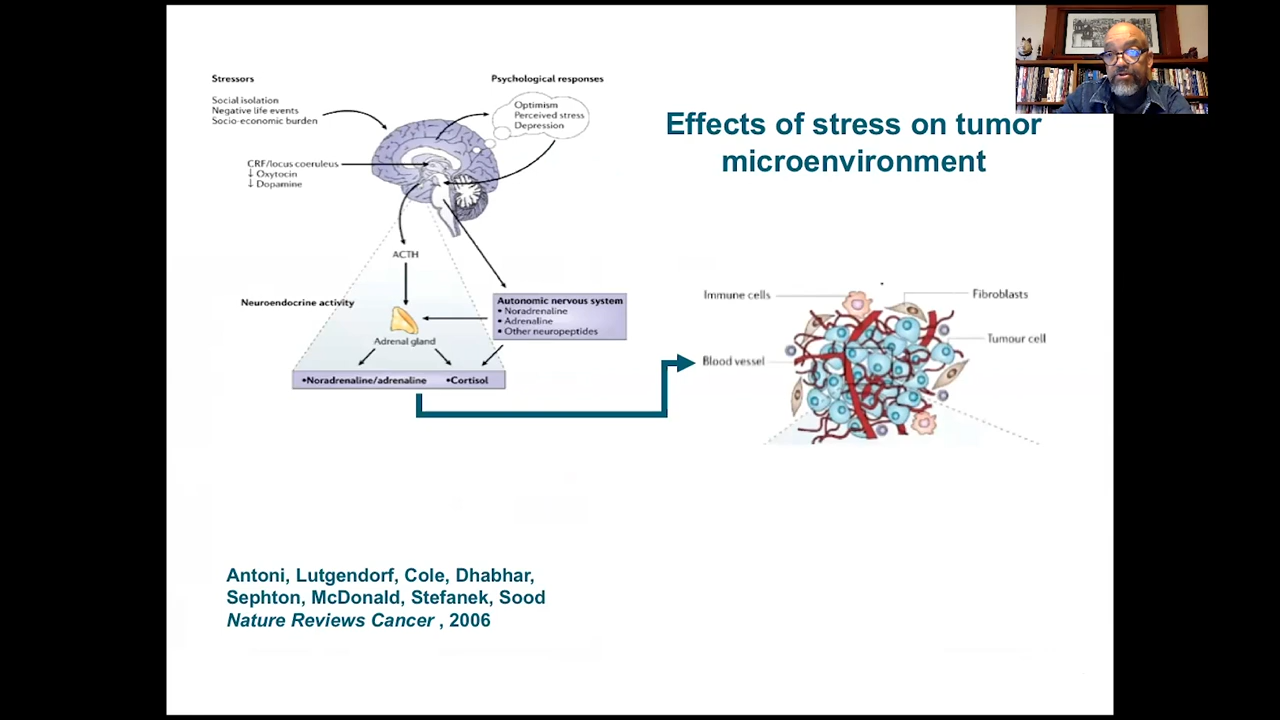 Stressors
Social isolation
Negative life events
Socio-economic burden
Psychological responses
Optimism
Perceived stress
Depression
Effects of stress on tumor
microenvironment
CRF/locus coeruleus
↓ Oxytocin
↓ Dopamine
ACTH
Neuroendocrine activity
Adrenal gland
Autonomic nervous system
• Noradrenaline
• Adrenaline
• Other neuropeptides
•Noradrenaline/adrenaline •Cortisol
Immune cells
Fibroblasts
Tumour cell
Blood vessel
Antoni, Lutgendorf, Cole, Dhabhar,
Sephton, McDonald, Stefanek, Sood
Nature Reviews Cancer , 2006